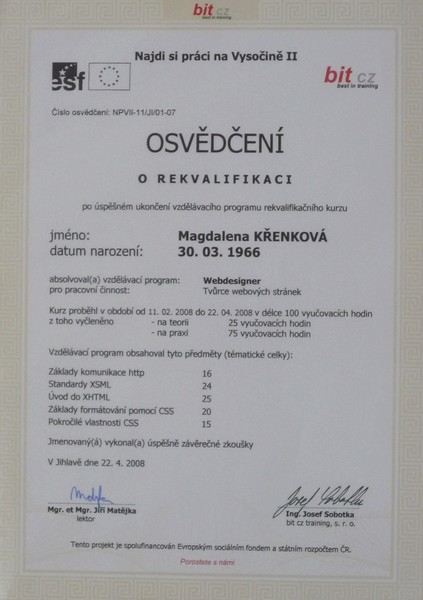 bit cz
best in training
Najdi si práci na Vysočině II
esf
bit cz
best in training
Číslo osvědčení: NPVII-11/JI/01-07
OSVĚDČENÍ
O REKVALIFIKACI
po úspěšném ukončení vzdělávacího programu rekvalifikačního kurzu
jméno: Magdalena KŘENKOVÁ
datum narození: 30. 03. 1966
absolvoval(a) vzdělávací program: Webdesigner
pro pracovní činnost: Tvůrce webových stránek
Kurz proběhl v období od 11. 02. 2008 do 22. 04. 2008 v délce 100 vyučovacích hodin
z toho vyčleněno - na teorii 25 vyučovacích hodin
- na praxi 75 vyučovacích hodin
Vzdělávací program obsahoval tyto předměty (tématické celky):
Základy komunikace http 16
Standardy XSML 24
Úvod do XHTML 25
Základy formátování pomocí CSS 20
Pokročilé vlastnosti CSS 15
Jmenovaný(á) vykonal(a) úspěšně závěrečné zkoušky
V Jihlavě dne 22. 4. 2008
Josef Sobotka
Mgr. et Mgr. Jiří Matějka
lektor
Ing. Josef Sobotka
bit cz training, s. r. o.
Tento projekt je spolufinancován Evropským sociálním fondem a státním rozpočtem ČR.
Porostete s námi